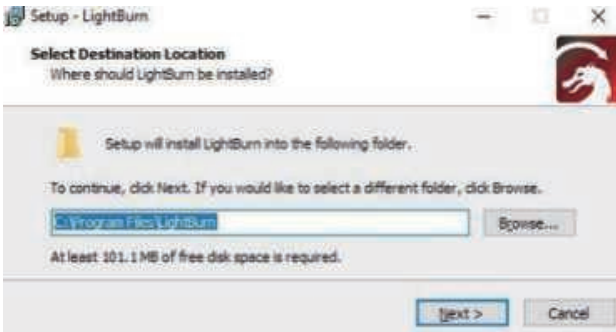 Setup - LightBurn
Select Destination Location
Where should LightBurn be installed?
Setup will install LightBurn into the following folder.
To continue, click Next. If you would like to select a different folder, click Browse.
C:\Program Files\LightBurn
Browse...
At least 101.1 MB of free disk space is required.
Next >
Cancel